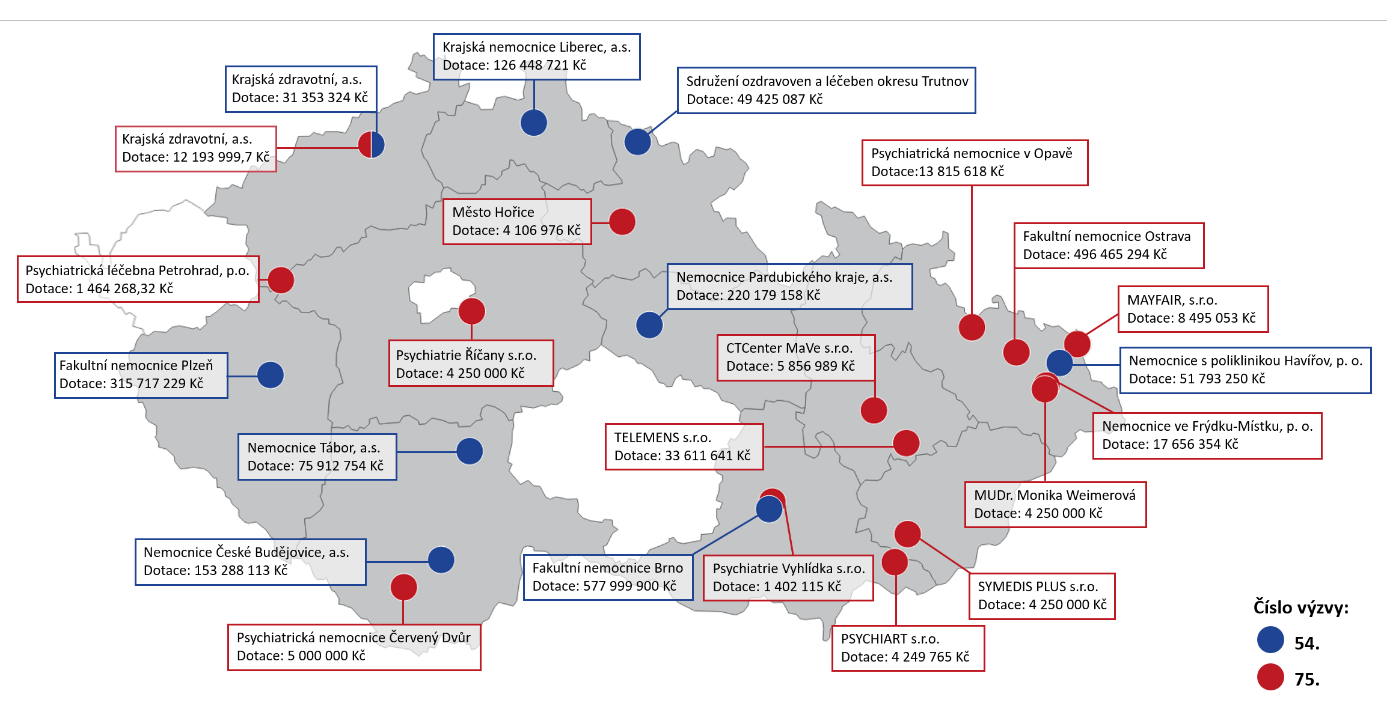 Krajská nemocnice Liberec, a.s.
Dotace: 126 448 721 Kč
Krajská zdravotní, a.s.
Dotace: 31 353 324 Kč
Sdružení ozdravoven a léčeben okresu Trutnov
Dotace: 49 425 087 Kč
Krajská zdravotní, a.s.
Dotace: 12 193 999,7 Kč
Psychiatrická nemocnice v Opavě
Dotace:13 815 618 Kč
Město Hořice
Dotace: 4 106 976 Kč
Fakultní nemocnice Ostrava
Dotace: 496 465 294 Kč
Psychiatrická léčebna Petrohrad, p.o.
Dotace: 1 464 268,32 Kč
Nemocnice Pardubického kraje, a.s.
Dotace: 220 179 158 Kč
MAYFAIR, s.r.o.
Dotace: 8 495 053 Kč
Psychiatrie Říčany s.r.o.
Dotace: 4 250 000 Kč
CTCenter MaVe s.r.o.
Dotace: 5 856 989 Kč
Fakultní nemocnice Plzeň
Dotace: 315 717 229 Kč
Nemocnice s poliklinikou Havířov, p. o.
Dotace: 51 793 250 Kč
Nemocnice ve Frýdku-Místku, p. o.
Dotace: 17 656 354 Kč
TELEMENS s.r.o.
Dotace: 33 611 641 Kč
Nemocnice Tábor, a.s.
Dotace: 75 912 754 Kč
MUDr. Monika Weimerová
Dotace: 4 250 000 Kč
Nemocnice České Budějovice, a.s.
Dotace: 153 288 113 Kč
Fakultní nemocnice Brno
Dotace: 577 999 900 Kč
Psychiatrie Vyhlídka s.r.o.
Dotace: 1 402 115 Kč
SYMEDIS PLUS s.r.o.
Dotace: 4 250 000 Kč
Psychiatrická nemocnice Červený Dvůr
Dotace: 5 000 000 Kč
PSYCHIART s.r.o.
Dotace: 4 249 765 Kč
Číslo výzvy:
54.
75.